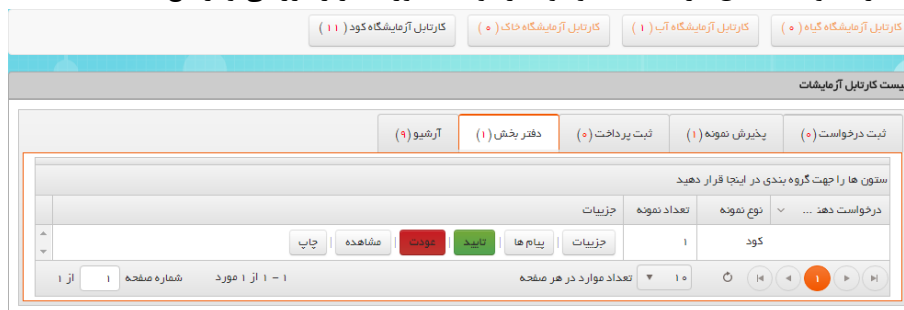 کارتابل آزمایشگاه گیاه ( ۰ ) کارتابل آزمایشگاه آب ( ۱ ) کارتابل آزمایشگاه خاک ( ۰ ) کارتابل آزمایشگاه کود ( ۱۱ )
لیست کارتابل آزمایشات
ثبت درخواست (۰) پذیرش نمونه (۱) ثبت پرداخت (۰) دفتر بخش (۱) آرشیو (۹)
ستون ها را جهت گروه بندی در اینجا قرار دهید
درخواست دهند ... نوع نمونه تعداد نمونه جزییات
کود ۱ جزییات پیام ها تایید عودت مشاهده چاپ
۱ ۱۰ تعداد موارد در هر صفحه ۱ - ۱ از ۱ مورد شماره صفحه ۱ از ۱